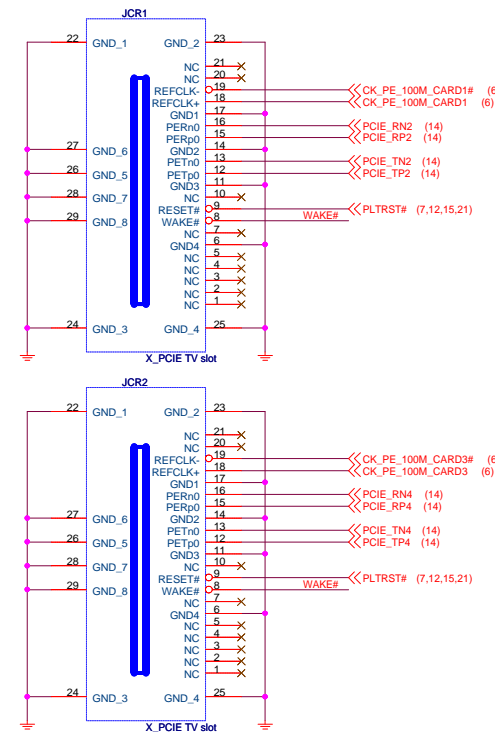 JCR1
22 GND_1 GND_2 23
NC 21
NC 20
REFCLK- 19 CK_PE_100M_CARD1# (6
REFCLK+ 18 CK_PE_100M_CARD1 (6)
GND1 17
PERn0 16 PCIE_RN2 (14)
PERp0 15 PCIE_RP2 (14)
27 GND_6 GND2 14
PETn0 13 PCIE_TN2 (14)
26 GND_5 PETp0 12 PCIE_TP2 (14)
GND3 11
28 GND_7 NC 10
RESET# 9 PLTRST# (7,12,15,21)
29 GND_8 WAKE# 8 WAKE#
NC 7
GND4 6
NC 5
NC 4
NC 3
NC 2
NC 1
24 GND_3 GND_4 25
X_PCIE TV slot
JCR2
22 GND_1 GND_2 23
NC 21
NC 20
REFCLK- 19 CK_PE_100M_CARD3# (6
REFCLK+ 18 CK_PE_100M_CARD3 (6)
GND1 17
PERn0 16 PCIE_RN4 (14)
PERp0 15 PCIE_RP4 (14)
27 GND_6 GND2 14
PETn0 13 PCIE_TN4 (14)
26 GND_5 PETp0 12 PCIE_TP4 (14)
GND3 11
28 GND_7 NC 10
RESET# 9 PLTRST# (7,12,15,21)
29 GND_8 WAKE# 8 WAKE#
NC 7
GND4 6
NC 5
NC 4
NC 3
NC 2
NC 1
24 GND_3 GND_4 25
X_PCIE TV slot